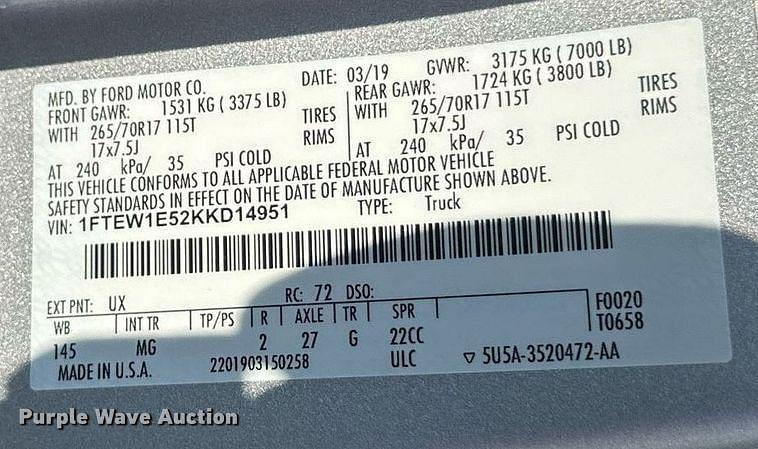 MFD. BY FORD MOTOR CO. DATE: 03/19 GVWR: 3175 KG ( 7000 LB)
FRONT GAWR: 1531 KG ( 3375 LB) REAR GAWR: 1724 KG ( 3800 LB)
WITH 265/70R17 115T TIRES WITH 265/70R17 115T TIRES
17x7.5J RIMS 17x7.5J RIMS
AT 240 kPa/ 35 PSI COLD AT 240 kPa/ 35 PSI COLD
THIS VEHICLE CONFORMS TO ALL APPLICABLE FEDERAL MOTOR VEHICLE
SAFETY STANDARDS IN EFFECT ON THE DATE OF MANUFACTURE SHOWN ABOVE.
VIN: 1FTEW1E52KKD14951 TYPE: Truck
EXT PNT: UX RC: 72 DSO:
WB INT TR TP/PS R AXLE TR SPR F0020
145 MG 2 27 G 22CC T0658
MADE IN U.S.A. 2201903150258 ULC ▽ 5U5A-3520472-AA
Purple Wave Auction